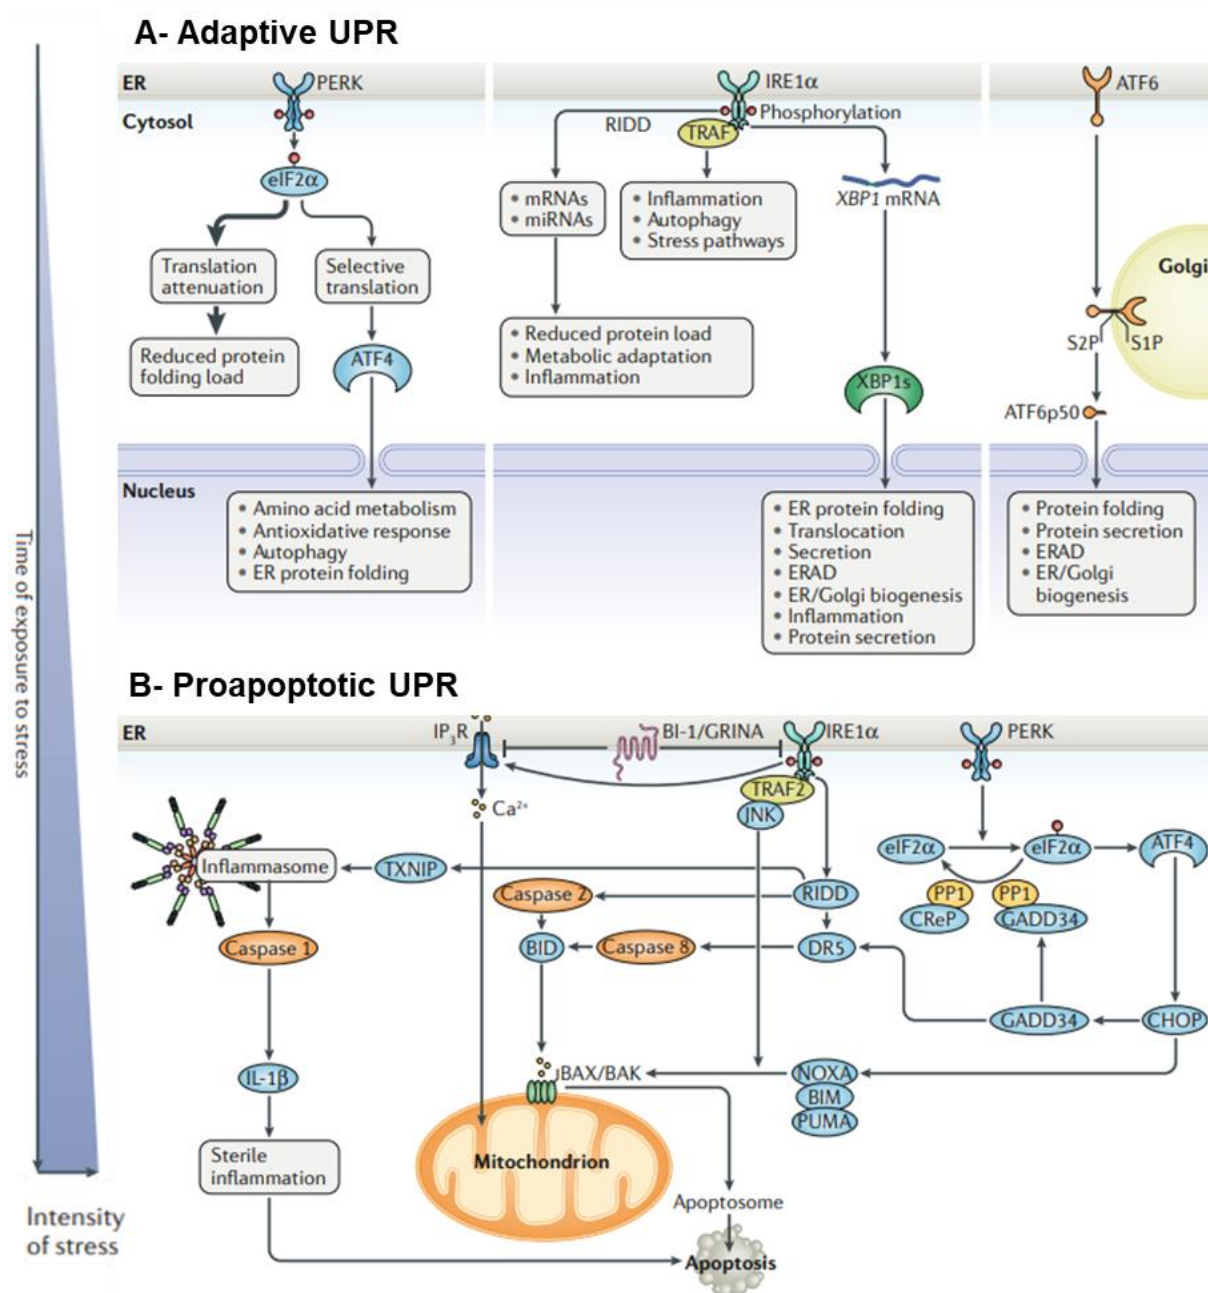 A- Adaptive UPR
ER
PERK
Cytosol
eIF2α
Translation
attenuation
Selective
translation
Reduced protein
folding load
ATF4
Nucleus
• Amino acid metabolism
• Antioxidative response
• Autophagy
• ER protein folding
IRE1α
Phosphorylation
RIDD
TRAF
• mRNAs
• miRNAs
• Inflammation
• Autophagy
• Stress pathways
XBP1 mRNA
• Reduced protein load
• Metabolic adaptation
• Inflammation
XBP1s
• ER protein folding
• Translocation
• Secretion
• ERAD
• ER/Golgi biogenesis
• Inflammation
• Protein secretion
ATF6
Golgi
S2P
S1P
ATF6p50
• Protein folding
• Protein secretion
• ERAD
• ER/Golgi
biogenesis
Time of exposure to stress
Intensity
of stress
B- Proapoptotic UPR
ER
IP3R
BI-1/GRINA
IRE1α
PERK
Ca2+
TRAF2
JNK
eIF2α
eIF2α
ATF4
Inflammasome
TXNIP
Caspase 2
RIDD
PP1
PP1
CReP
GADD34
Caspase 1
BID
Caspase 8
DR5
GADD34
CHOP
IL-1β
BAX/BAK
NOXA
BIM
PUMA
Sterile
inflammation
Mitochondrion
Apoptosome
Apoptosis